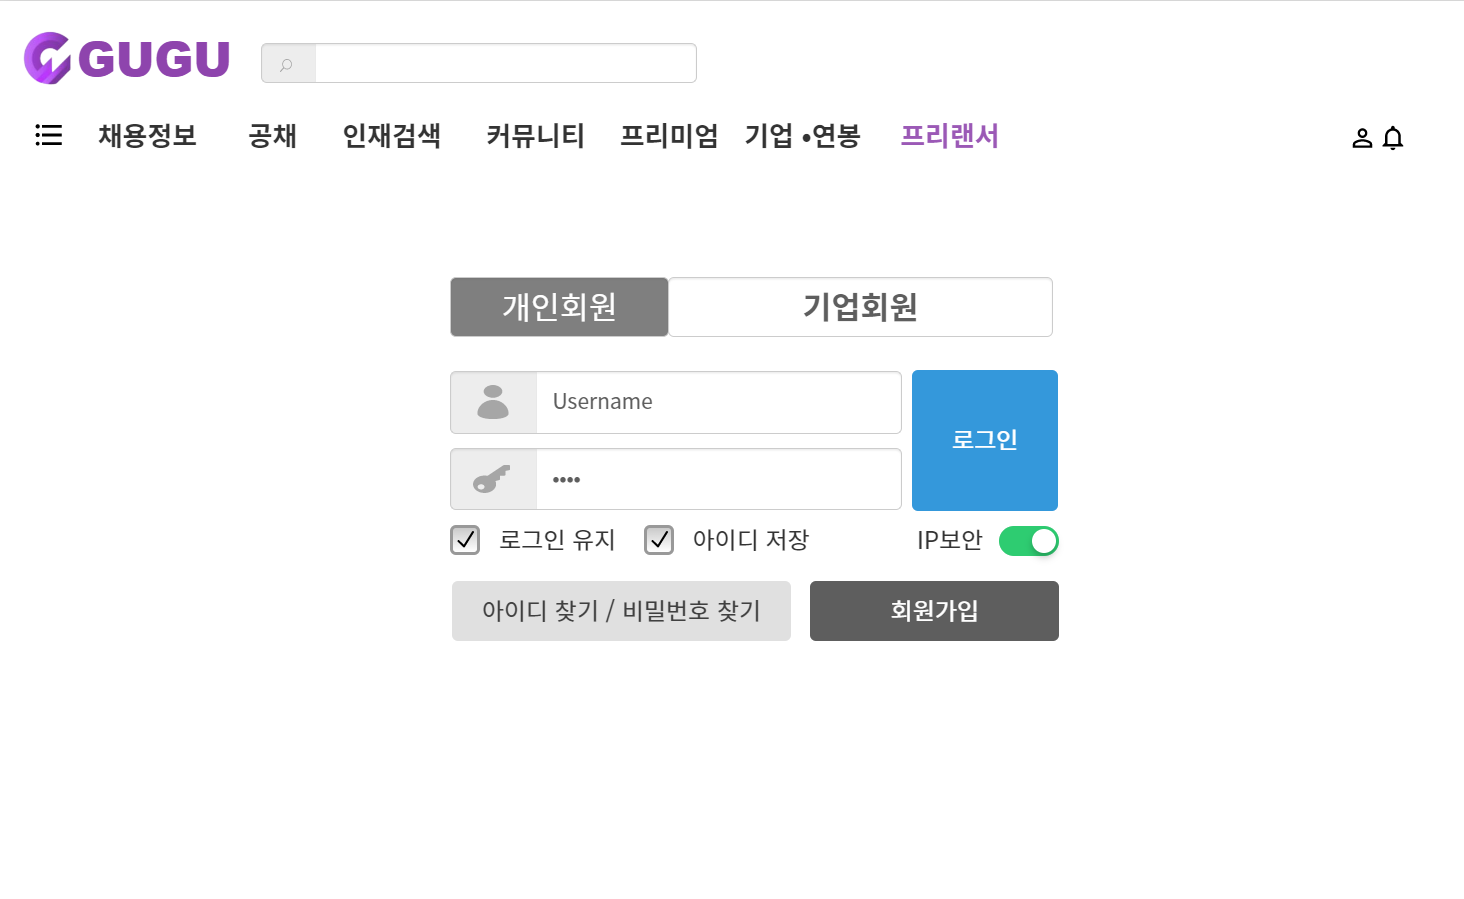 GUGU
채용정보 공채 인재검색 커뮤니티 프리미엄 기업 •연봉 프리랜서
개인회원 기업회원
Username
••••
로그인
로그인 유지 아이디 저장 IP보안
아이디 찾기 / 비밀번호 찾기 회원가입